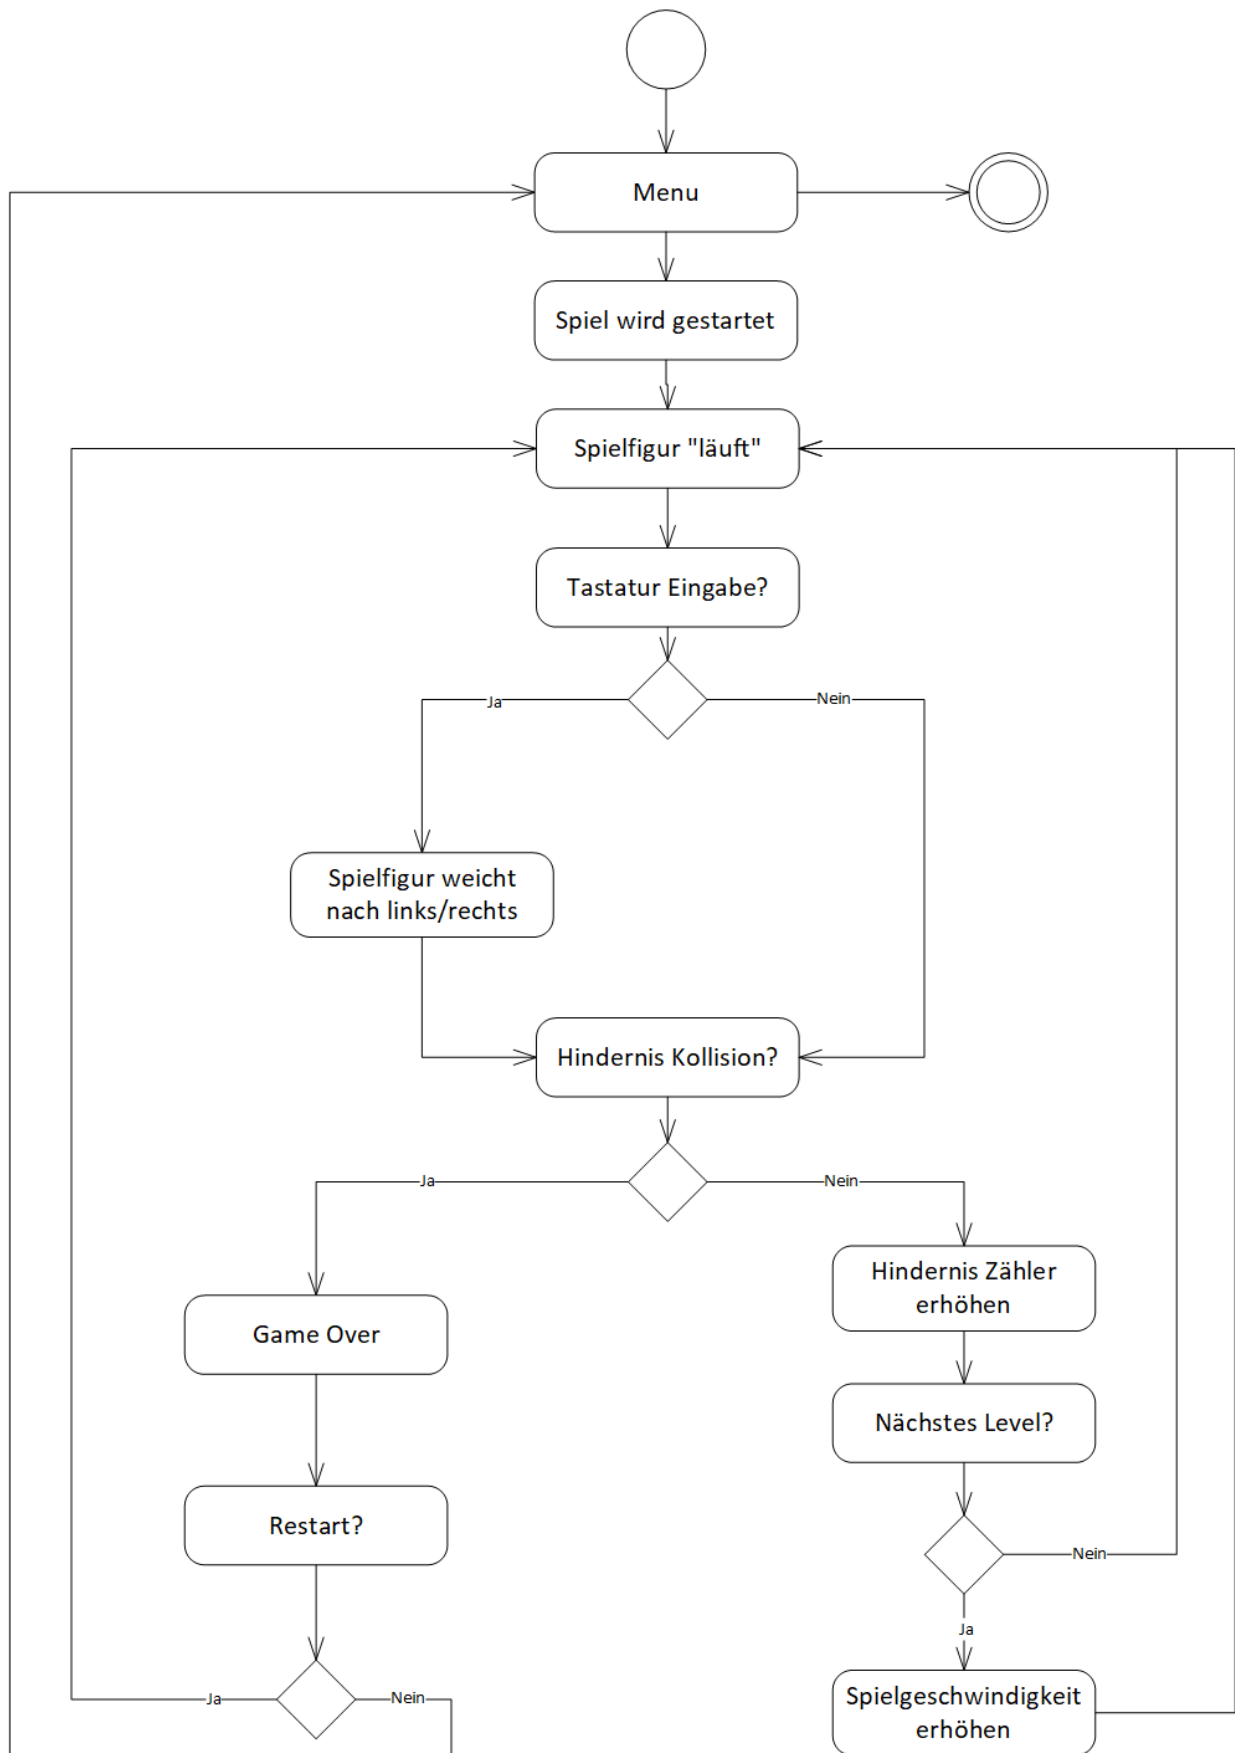 Menu
Spiel wird gestartet
Spielfigur "läuft"
Tastatur Eingabe?
Ja
Nein
Spielfigur weicht
nach links/rechts
Hindernis Kollision?
Ja
Nein
Hindernis Zähler
erhöhen
Game Over
Nächstes Level?
Restart?
Nein
Ja
Ja
Nein
Spielgeschwindigkeit
erhöhen